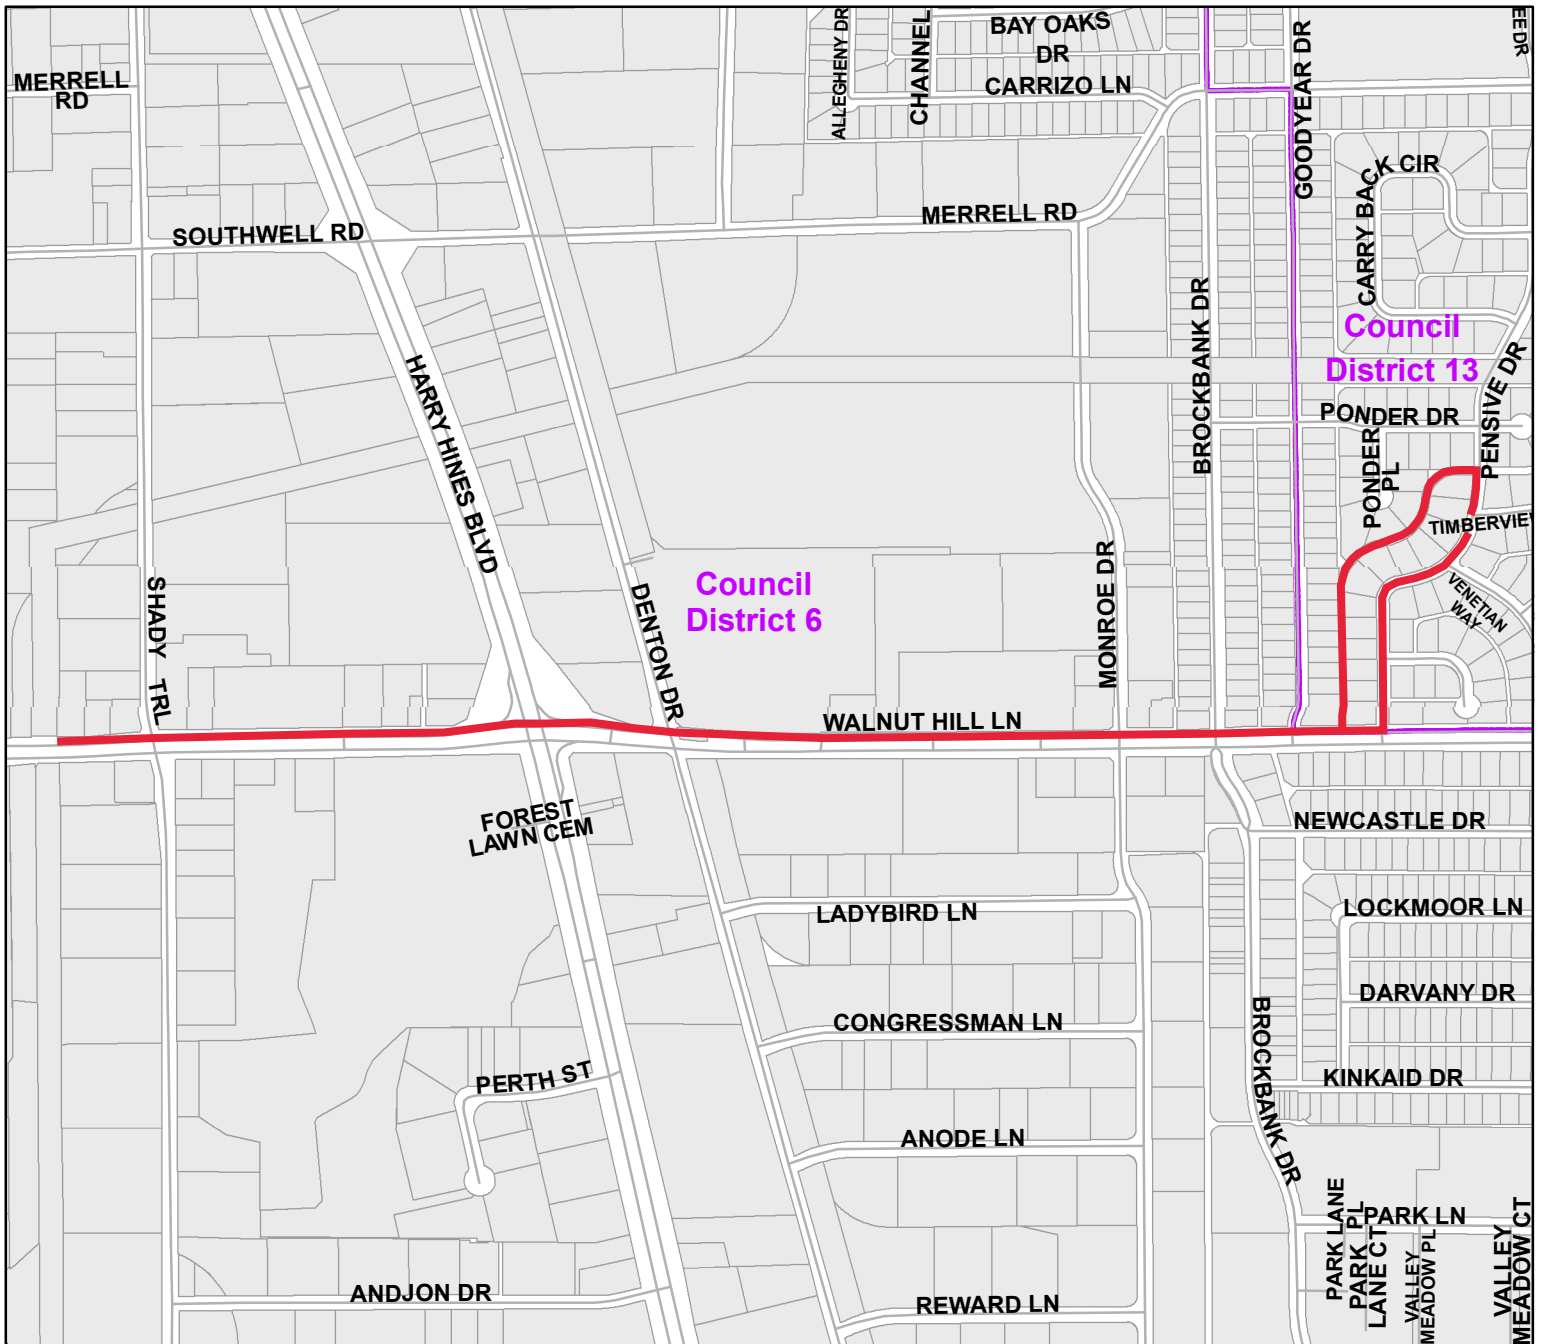 MERRELL
RD
ALLEGHENY DR
CHANNEL
BAY OAKS
DR
CARRIZO LN
GOODYEAR DR
EE DR
SOUTHWELL RD
MERRELL RD
CARRY BACK CIR
Council
District 13
HARRY HINES BLVD
BROCKBANK DR
PONDER DR
PENSIVE DR
PONDER
PL
TIMBERVIEW
VENETIAN
WAY
SHADY TRL
DENTON DR
Council
District 6
MONROE DR
WALNUT HILL LN
FOREST
LAWN CEM
NEWCASTLE DR
LADYBIRD LN
LOCKMOOR LN
DARVANY DR
CONGRESSMAN LN
BROCKBANK DR
PERTH ST
KINKAID DR
ANODE LN
PARK LN
PARK LANE
PARK PL
LANE CT
VALLEY
MEADOW PL
VALLEY
MEADOW CT
ANDJON DR
REWARD LN